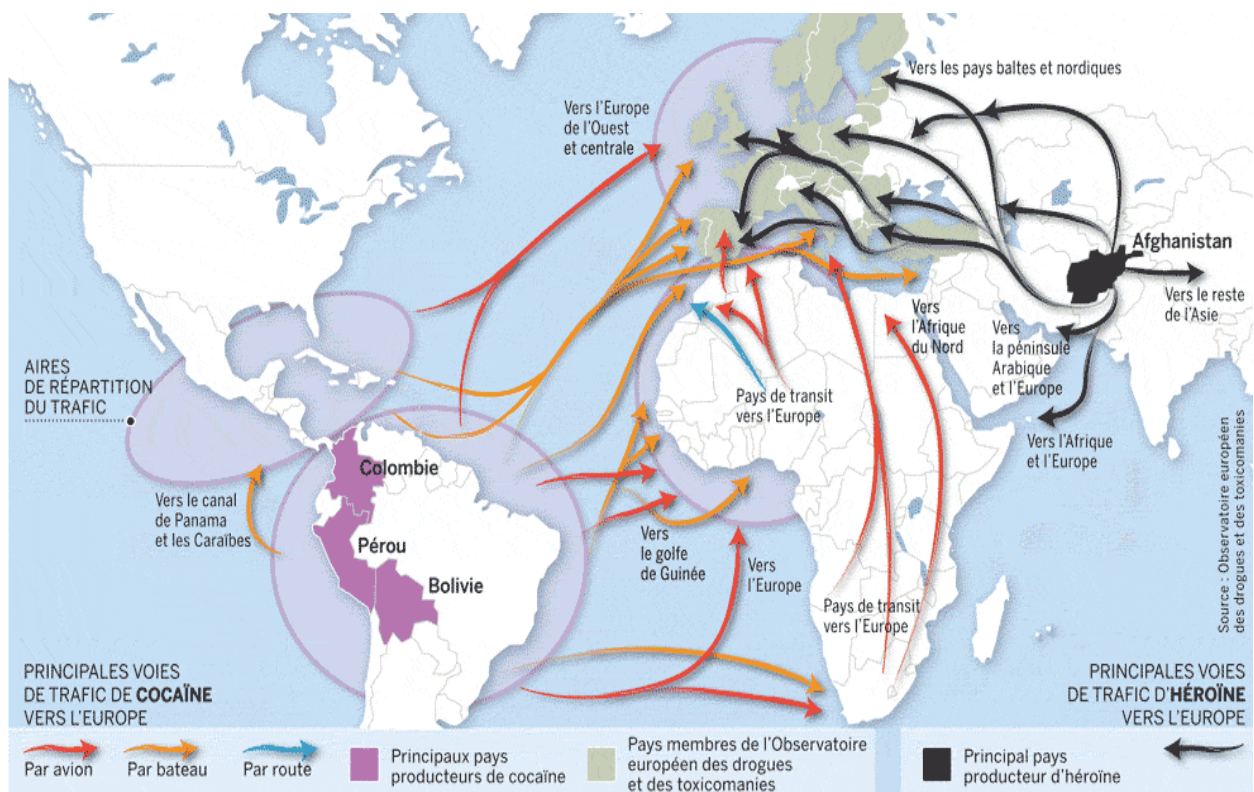 Vers les pays baltes et nordiques
Vers l'Europe
de l'Ouest
et centrale
Afghanistan
Vers le reste
de l'Asie
Vers
l'Afrique
du Nord
Vers
la péninsule
Arabique
et l'Europe
AIRES
DE RÉPARTITION
DU TRAFIC
Pays de transit
vers l'Europe
Vers l'Afrique
et l'Europe
Colombie
Vers le canal
de Panama
et les Caraïbes
Pérou
Bolivie
Vers
le golfe
de Guinée
Vers
l'Europe
Pays de transit
vers l'Europe
Source : Observatoire européen
des drogues et des toxicomanies
PRINCIPALES VOIES
DE TRAFIC DE COCAÏNE
VERS L'EUROPE
PRINCIPALES VOIES
DE TRAFIC D'HÉROÏNE
VERS L'EUROPE
Par avion
Par bateau
Par route
Principaux pays
producteurs de cocaïne
Pays membres de l'Observatoire
européen des drogues
et des toxicomanies
Principal pays
producteur d'héroïne